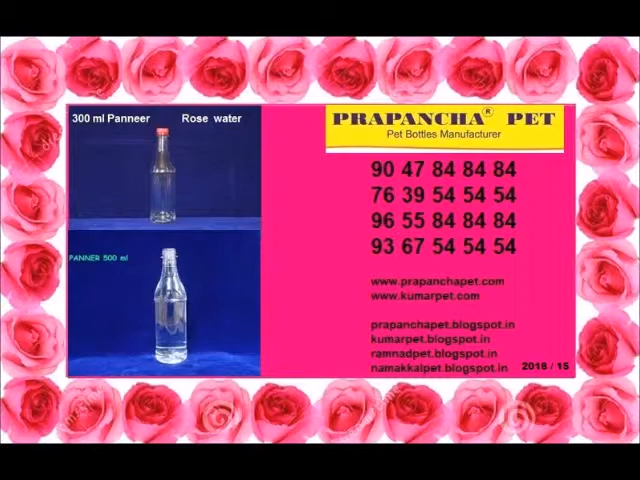 300 ml Panneer Rose water
PRAPANCHA® PET
Pet Bottles Manufacturer
90 47 84 84 84
76 39 54 54 54
96 55 84 84 84
93 67 54 54 54
PANNER 500 ml
www.prapanchapet.com
www.kumarpet.com
prapanchapet.blogspot.in
kumarpet.blogspot.in
ramnadpet.blogspot.in
namakkalpet.blogspot.in
2018 / 15